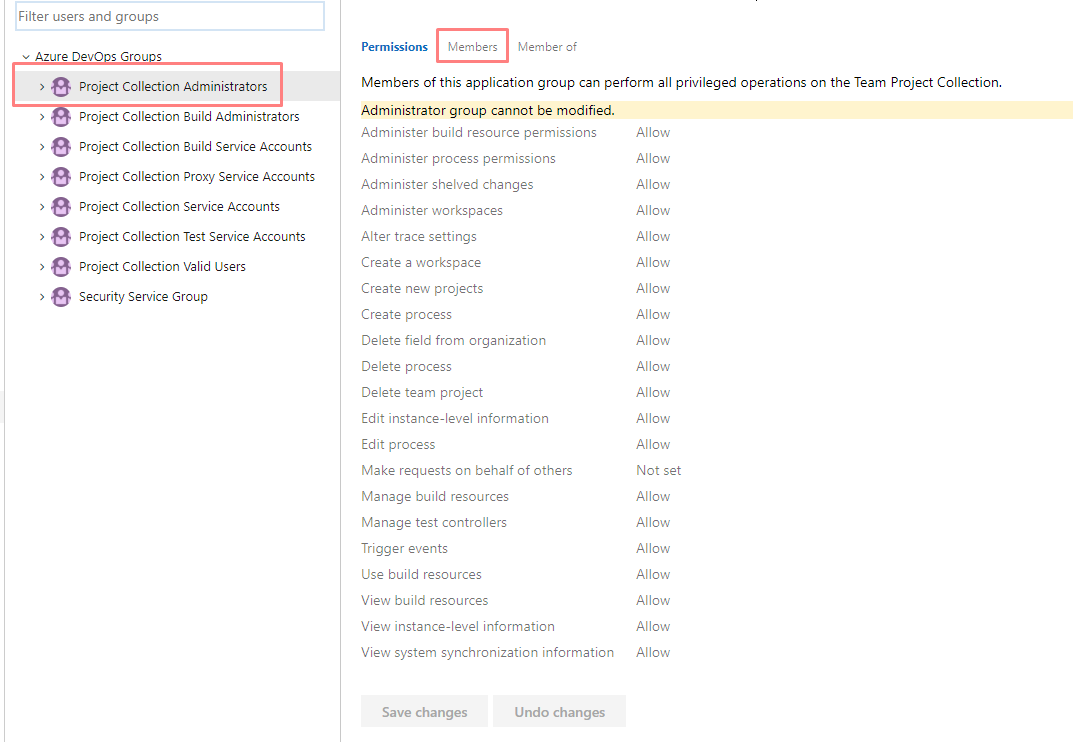 Filter users and groups
Azure DevOps Groups
Project Collection Administrators
Project Collection Build Administrators
Project Collection Build Service Accounts
Project Collection Proxy Service Accounts
Project Collection Service Accounts
Project Collection Test Service Accounts
Project Collection Valid Users
Security Service Group
Permissions Members Member of
Members of this application group can perform all privileged operations on the Team Project Collection.
Administrator group cannot be modified.
Administer build resource permissions Allow
Administer process permissions Allow
Administer shelved changes Allow
Administer workspaces Allow
Alter trace settings Allow
Create a workspace Allow
Create new projects Allow
Create process Allow
Delete field from organization Allow
Delete process Allow
Delete team project Allow
Edit instance-level information Allow
Edit process Allow
Make requests on behalf of others Not set
Manage build resources Allow
Manage test controllers Allow
Trigger events Allow
Use build resources Allow
View build resources Allow
View instance-level information Allow
View system synchronization information Allow
Save changes Undo changes